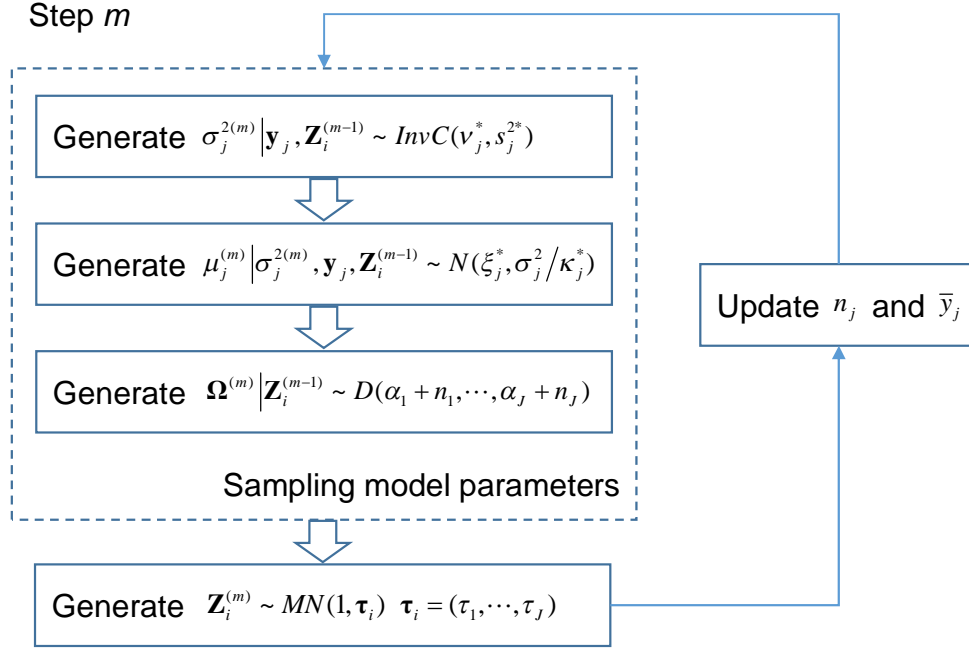 Step m
Generate σ_j^{2(m)} | y_j, Z_i^{(m−1)} ~ InvC(ν_j^*, s_j^{2*})
Generate μ_j^{(m)} | σ_j^{2(m)}, y_j, Z_i^{(m−1)} ~ N(ξ_j^*, σ_j^2/κ_j^*)
Generate Ω^{(m)} | Z_i^{(m−1)} ~ D(α_1 + n_1, ⋯, α_J + n_J)
Sampling model parameters
Generate Z_i^{(m)} ~ MN(1, τ_i) τ_i = (τ_1, ⋯, τ_J)
Update n_j and ȳ_j